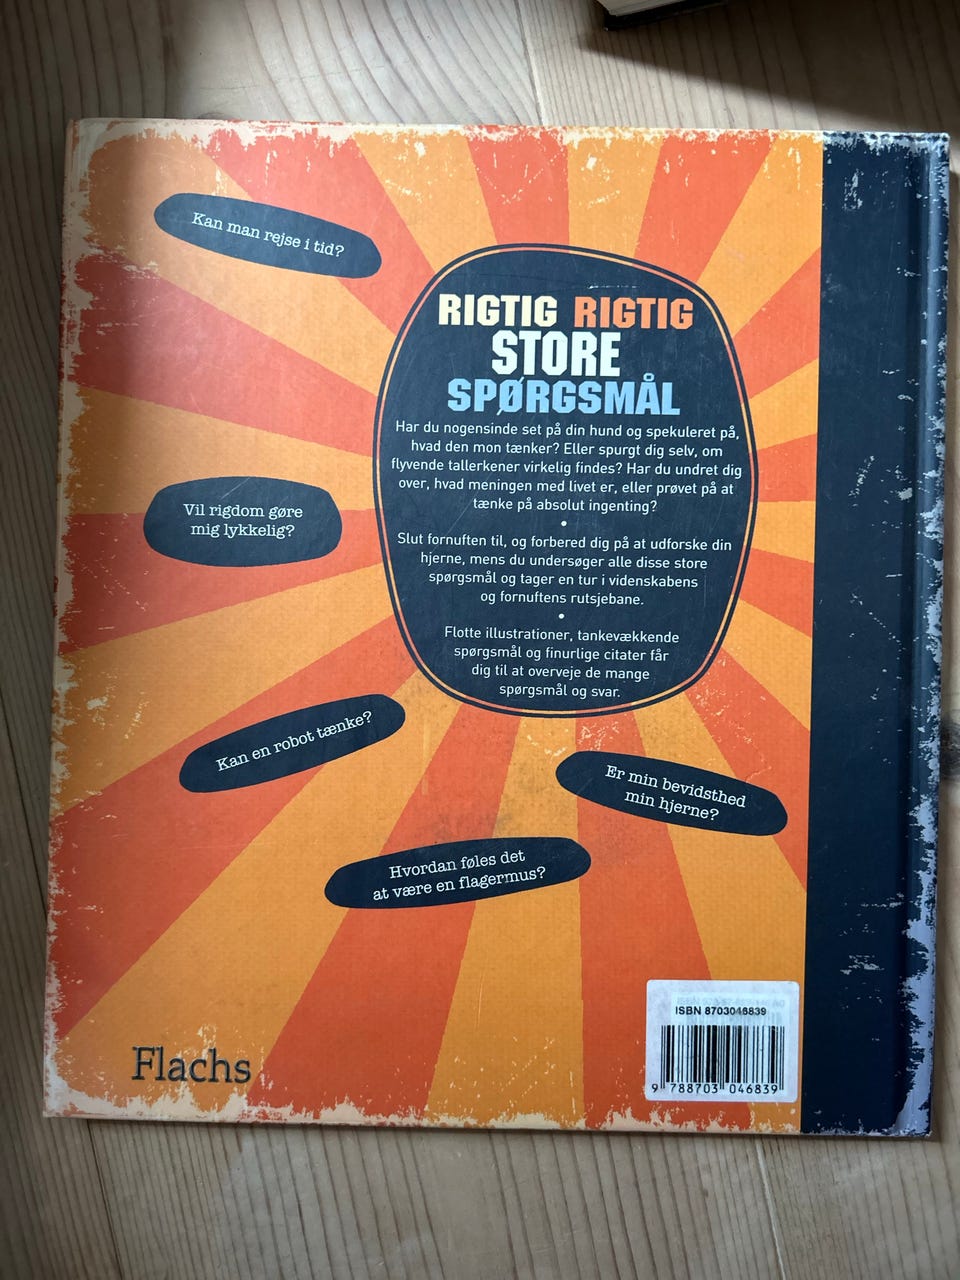 Kan man rejse i tid?
RIGTIG RIGTIG
STORE
SPØRGSMÅL
Har du nogensinde set på din hund og spekuleret på,
hvad den mon tænker? Eller spurgt dig selv, om
flyvende tallerkener virkelig findes? Har du undret dig
over, hvad meningen med livet er, eller prøvet på at
tænke på absolut ingenting?
•
Slut fornuften til, og forbered dig på at udforske din
hjerne, mens du undersøger alle disse store
spørgsmål og tager en tur i videnskabens
og fornuftens rutsjebane.
•
Flotte illustrationer, tankevækkende
spørgsmål og finurlige citater får
dig til at overveje de mange
spørgsmål og svar.
Vil rigdom gøre
mig lykkelig?
Kan en robot tænke?
Er min bevidsthed
min hjerne?
Hvordan føles det
at være en flagermus?
Flachs
ISBN 8703046839
9 788703 046839